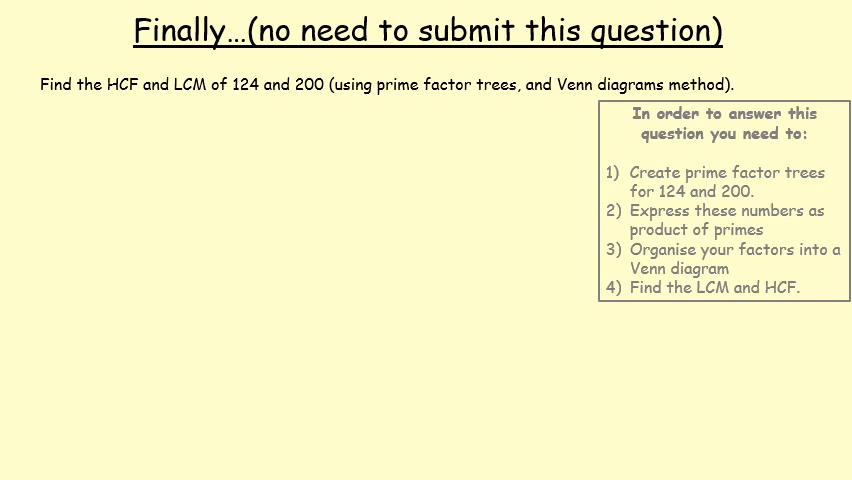 Finally…(no need to submit this question)
Find the HCF and LCM of 124 and 200 (using prime factor trees, and Venn diagrams method).
In order to answer this
question you need to:
1) Create prime factor trees
for 124 and 200.
2) Express these numbers as
product of primes
3) Organise your factors into a
Venn diagram
4) Find the LCM and HCF.